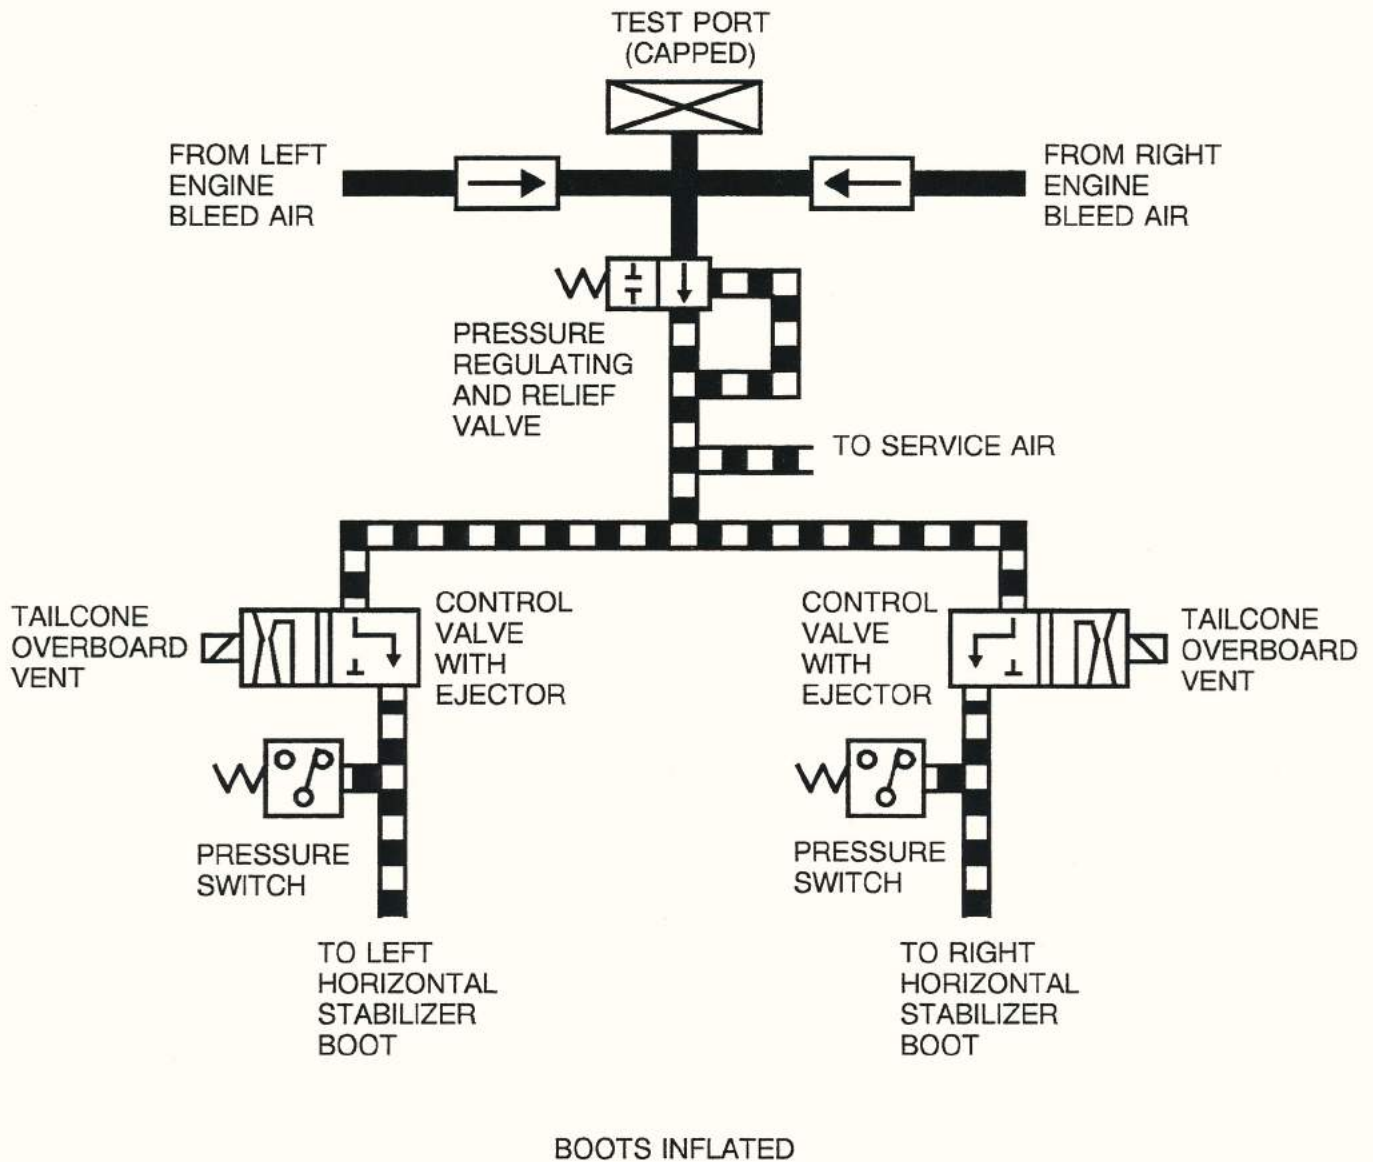 TEST PORT
(CAPPED)
FROM LEFT
ENGINE
BLEED AIR
FROM RIGHT
ENGINE
BLEED AIR
PRESSURE
REGULATING
AND RELIEF
VALVE
TO SERVICE AIR
TAILCONE
OVERBOARD
VENT
CONTROL
VALVE
WITH
EJECTOR
CONTROL
VALVE
WITH
EJECTOR
TAILCONE
OVERBOARD
VENT
PRESSURE
SWITCH
PRESSURE
SWITCH
TO LEFT
HORIZONTAL
STABILIZER
BOOT
TO RIGHT
HORIZONTAL
STABILIZER
BOOT
BOOTS INFLATED